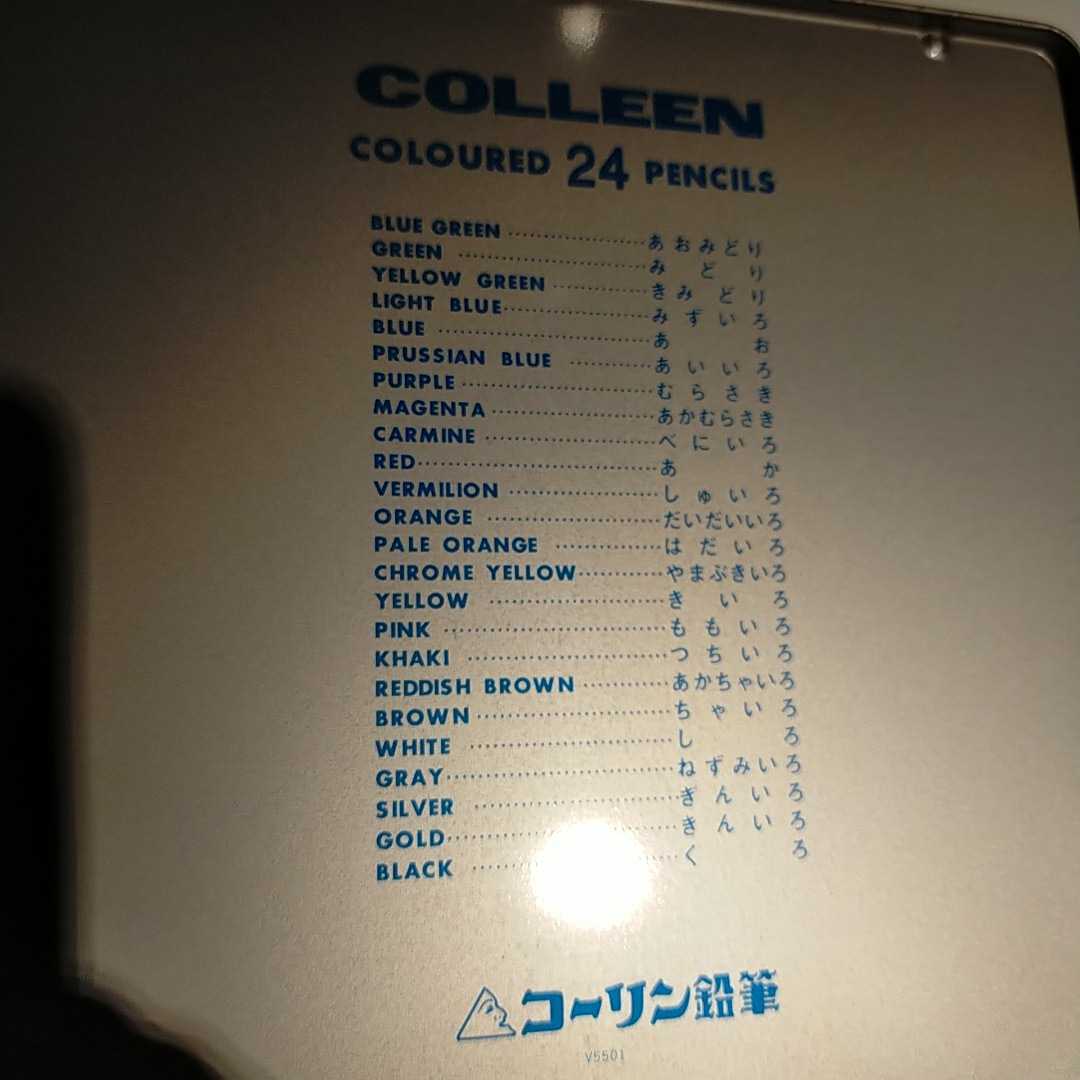 COLLEEN
COLOURED 24 PENCILS
BLUE GREEN ････････････････････ あおみどり
GREEN ････････････････････ みどり
YELLOW GREEN ････････････････････ きみどり
LIGHT BLUE ････････････････････ みずいろ
BLUE ････････････････････ あお
PRUSSIAN BLUE ････････････････････ あいいろ
PURPLE ････････････････････ むらさき
MAGENTA ････････････････････ あかむらさき
CARMINE ････････････････････ べにいろ
RED ････････････････････ あか
VERMILION ････････････････････ しゅいろ
ORANGE ････････････････････ だいだいいろ
PALE ORANGE ････････････････････ はだいろ
CHROME YELLOW ････････････････････ やまぶきいろ
YELLOW ････････････････････ きいろ
PINK ････････････････････ ももいろ
KHAKI ････････････････････ つちいろ
REDDISH BROWN ････････････････････ あかちゃいろ
BROWN ････････････････････ ちゃいろ
WHITE ････････････････････ しろ
GRAY ････････････････････ ねずみいろ
SILVER ････････････････････ ぎんいろ
GOLD ････････････････････ きんいろ
BLACK ････････････････････ くろ
コーリン鉛筆
V5501